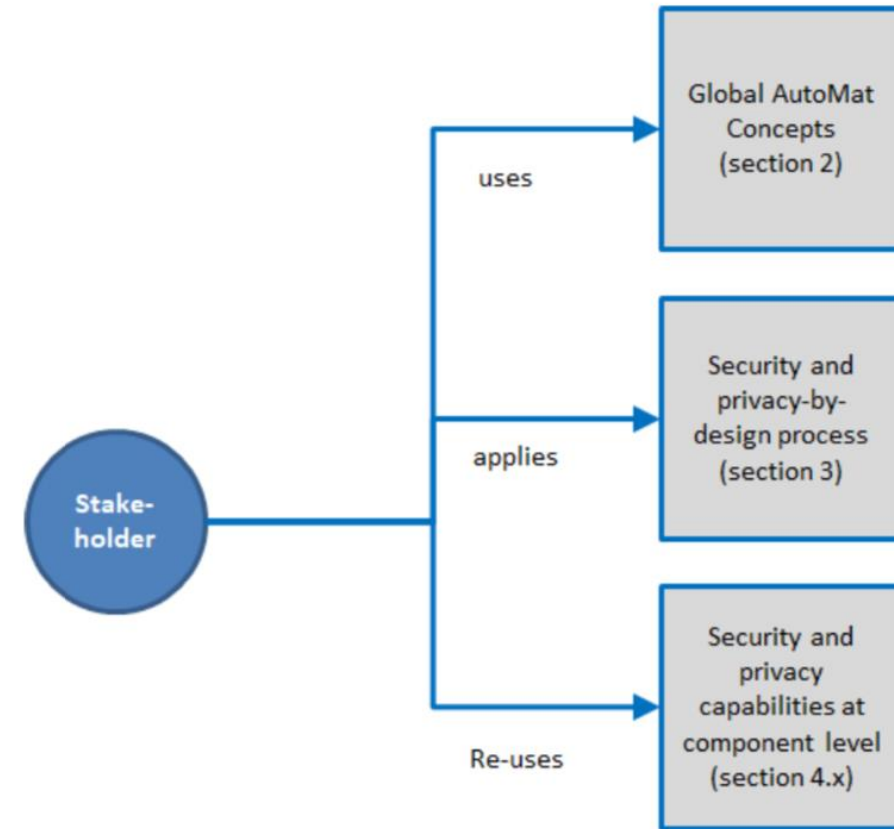 Global AutoMat
Concepts
(section 2)
uses
Security and
privacy-by-
design process
(section 3)
applies
Stake-
holder
Security and
privacy
capabilities at
component level
(section 4.x)
Re-uses